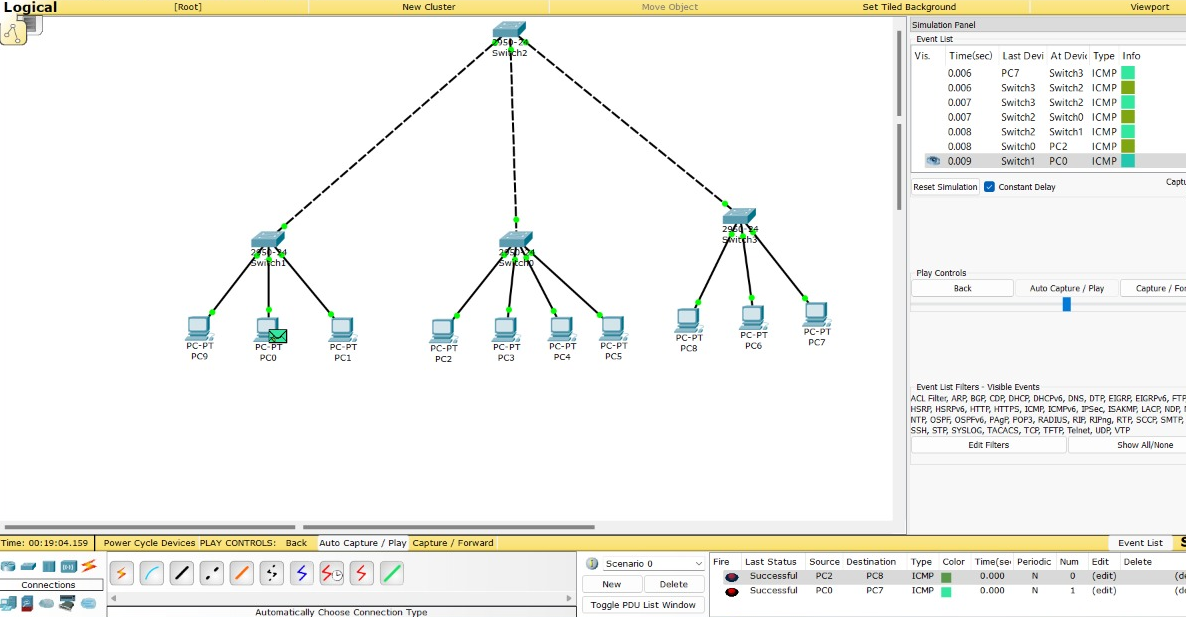 Logical [Root] New Cluster Move Object Set Tiled Background Viewport
2950-24
Switch2
2950-24
Switch1
2950-24
Switch0
2950-24
Switch3
PC-PT
PC9
PC-PT
PC0
PC-PT
PC1
PC-PT
PC2
PC-PT
PC3
PC-PT
PC4
PC-PT
PC5
PC-PT
PC8
PC-PT
PC6
PC-PT
PC7
Simulation Panel
Event List
Vis. Time(sec) Last Devi At Devic Type Info
0.006 PC7 Switch3 ICMP
0.006 Switch3 Switch2 ICMP
0.007 Switch3 Switch2 ICMP
0.007 Switch2 Switch0 ICMP
0.008 Switch2 Switch1 ICMP
0.008 Switch0 PC2 ICMP
0.009 Switch1 PC0 ICMP
Reset Simulation Constant Delay Captu
Play Controls
Back Auto Capture / Play Capture / For
Event List Filters - Visible Events
ACL Filter, ARP, BGP, CDP, DHCP, DHCPv6, DNS, DTP, EIGRP, EIGRPv6, FTP
HSRP, HSRPv6, HTTP, HTTPS, ICMP, ICMPv6, IPSec, ISAKMP, LACP, NDP,
NTP, OSPF, OSPFv6, PAgP, POP3, RADIUS, RIP, RIPng, RTP, SCCP, SMTP,
SSH, STP, SYSLOG, TACACS, TCP, TFTP, Telnet, UDP, VTP
Edit Filters Show All/None
Time: 00:19:04.159 Power Cycle Devices PLAY CONTROLS: Back Auto Capture / Play Capture / Forward Event List S
Connections
Automatically Choose Connection Type
Scenario 0
New Delete
Toggle PDU List Window
Fire Last Status Source Destination Type Color Time(sec Periodic Num Edit Delete
Successful PC2 PC8 ICMP 0.000 N 0 (edit) (de
Successful PC0 PC7 ICMP 0.000 N 1 (edit) (de